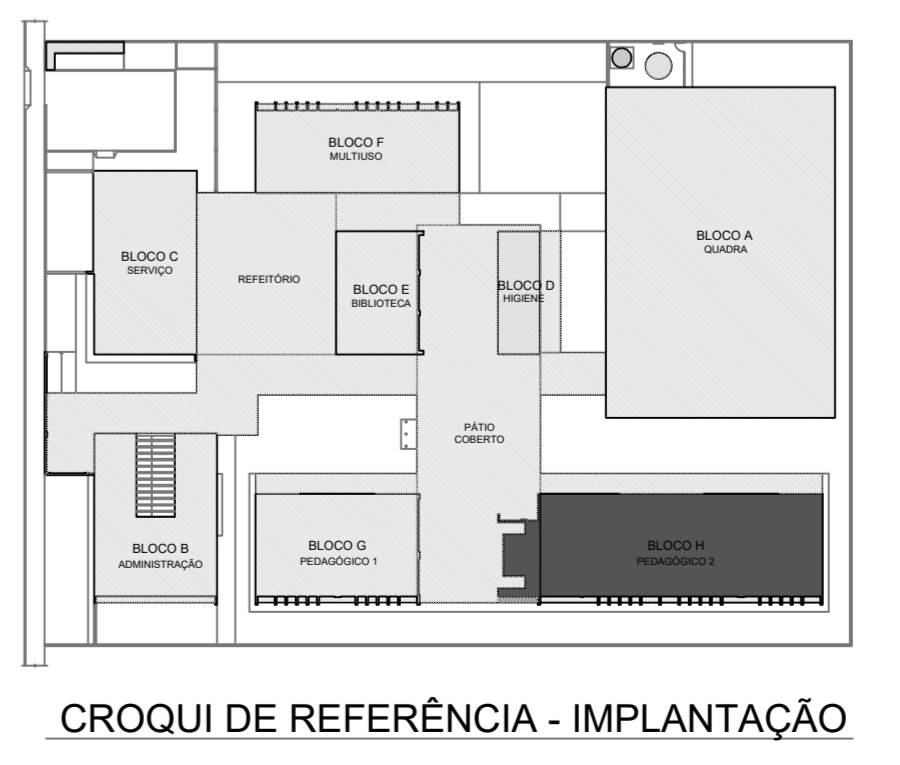 BLOCO F
MULTIUSO
BLOCO A
QUADRA
BLOCO C
SERVIÇO
REFEITÓRIO
BLOCO E
BIBLIOTECA
BLOCO D
HIGIENE
PÁTIO
COBERTO
BLOCO B
ADMINISTRAÇÃO
BLOCO G
PEDAGÓGICO 1
BLOCO H
PEDAGÓGICO 2
CROQUI DE REFERÊNCIA - IMPLANTAÇÃO